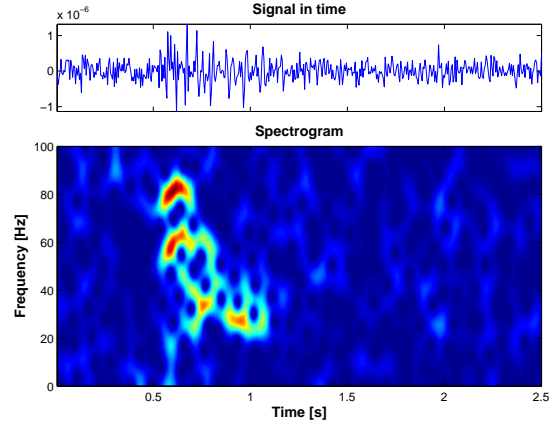 Signal in time
x 10^-6
1
0
−1
Spectrogram
100
80
60
40
20
0
Frequency [Hz]
0.5 1 1.5 2 2.5
Time [s]